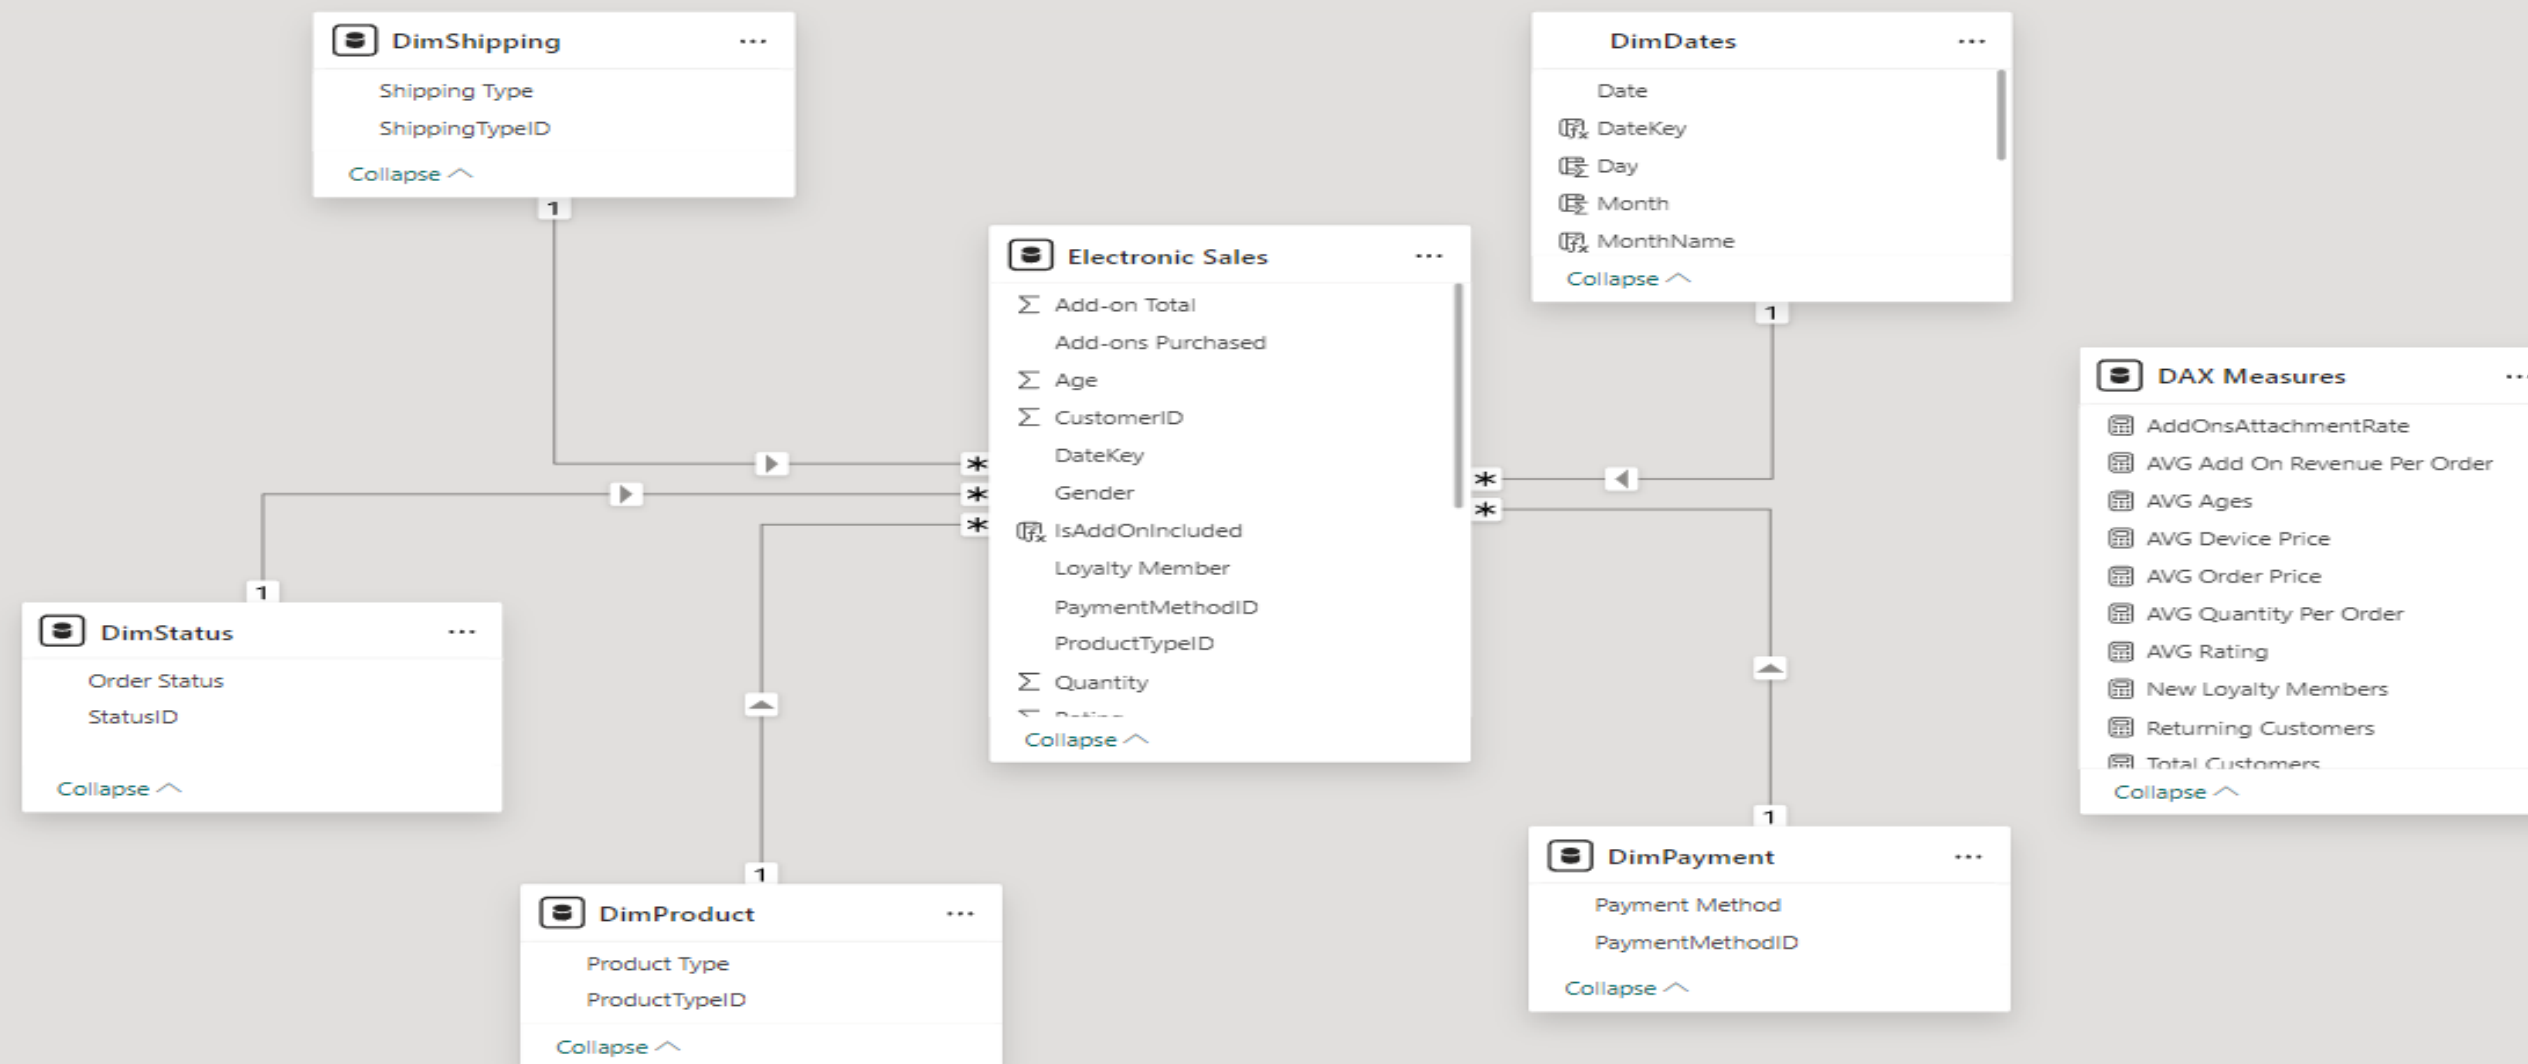 DimShipping
Shipping Type
ShippingTypeID
Collapse
1
DimDates
Date
DateKey
Day
Month
MonthName
Collapse
1
Electronic Sales
Add-on Total
Add-ons Purchased
Age
CustomerID
DateKey
Gender
IsAddOnIncluded
Loyalty Member
PaymentMethodID
ProductTypeID
Quantity
Rating
Collapse
*
*
*
*
*
DAX Measures
AddOnsAttachmentRate
AVG Add On Revenue Per Order
AVG Ages
AVG Device Price
AVG Order Price
AVG Quantity Per Order
AVG Rating
New Loyalty Members
Returning Customers
Total Customers
Collapse
1
DimStatus
Order Status
StatusID
Collapse
1
DimProduct
Product Type
ProductTypeID
Collapse
1
DimPayment
Payment Method
PaymentMethodID
Collapse